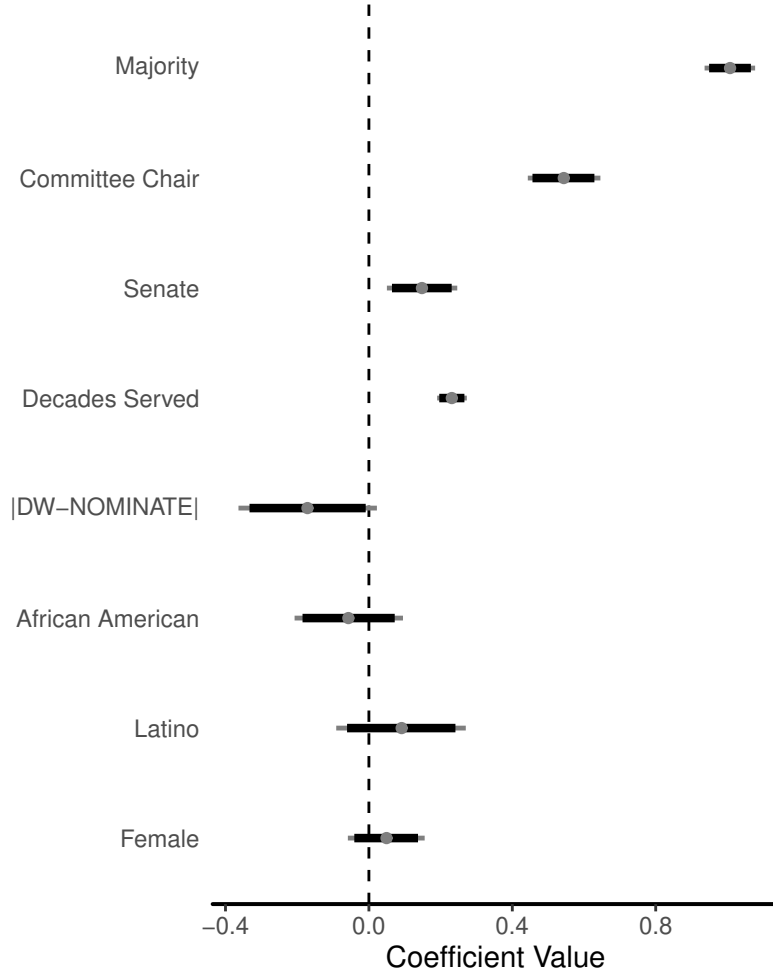 Majority
Committee Chair
Senate
Decades Served
|DW−NOMINATE|
African American
Latino
Female
−0.4 0.0 0.4 0.8
Coefficient Value